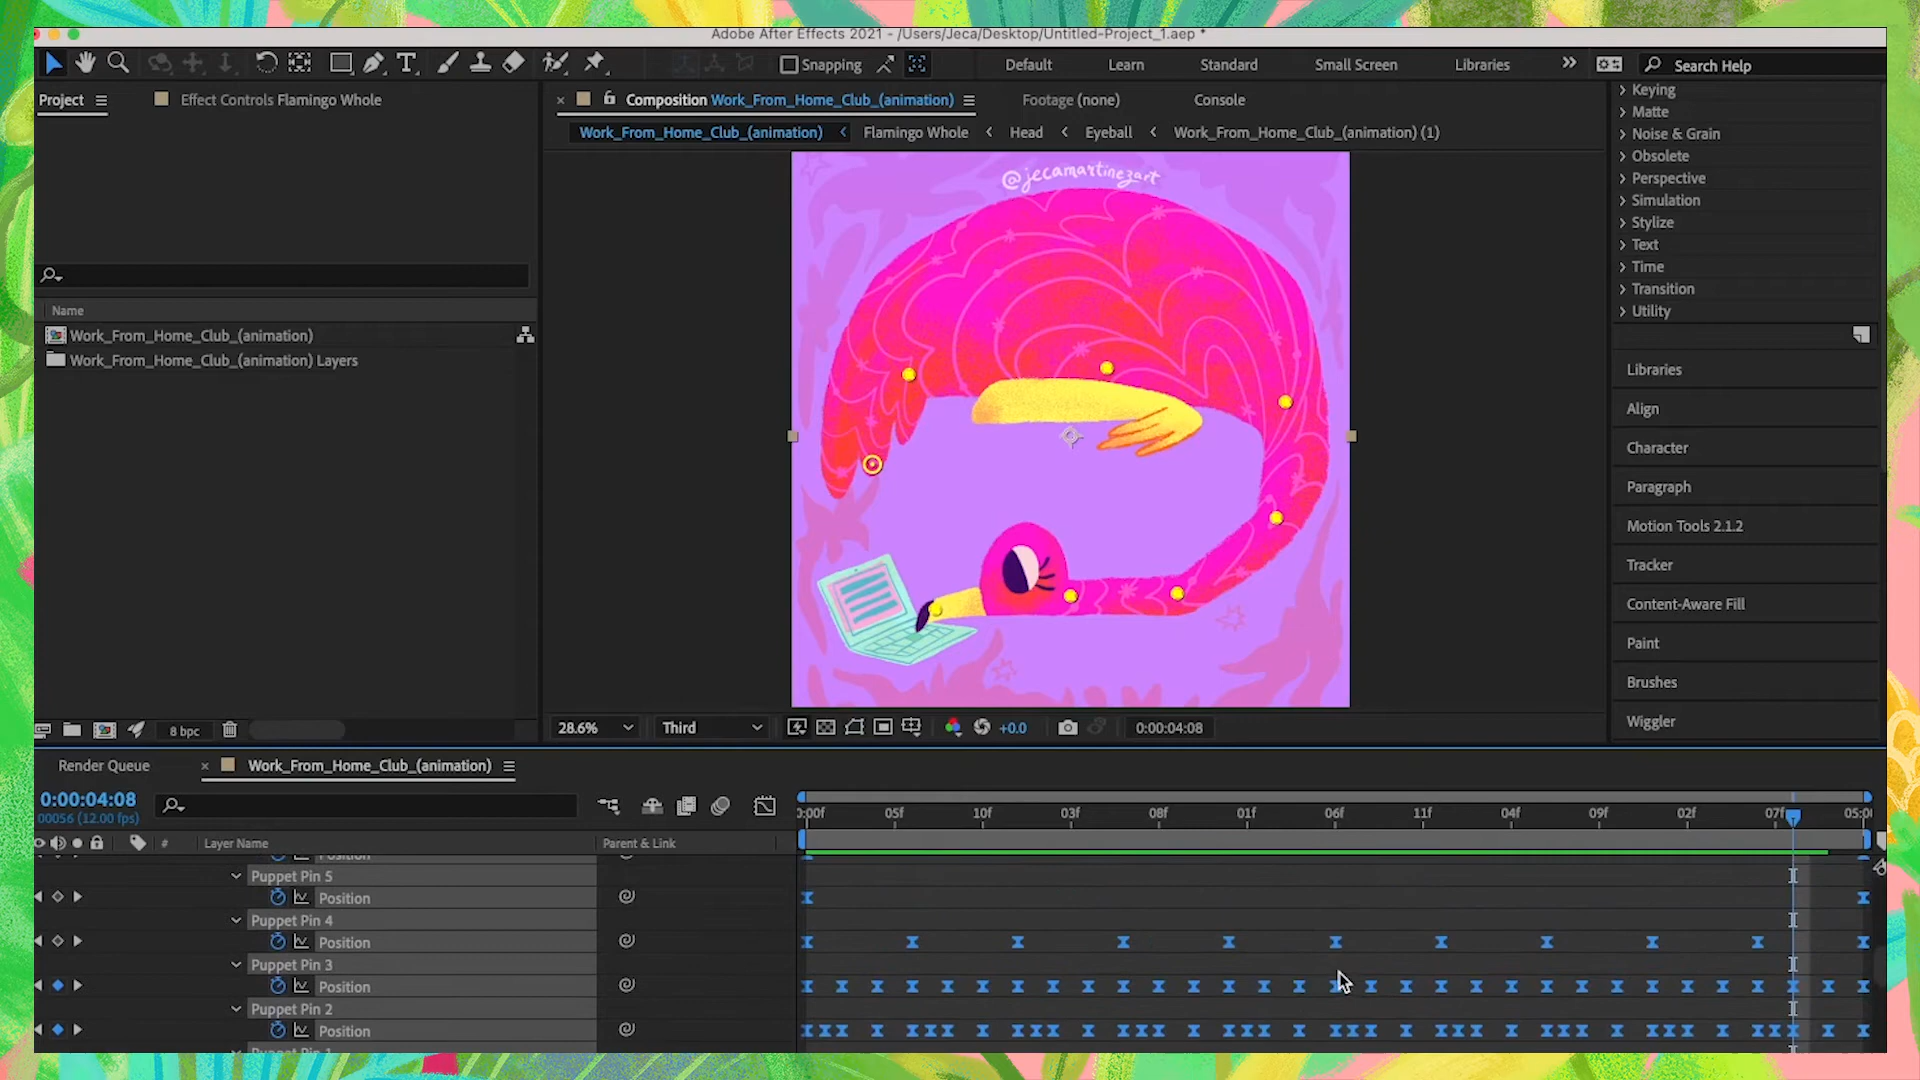 Adobe After Effects 2021 - /Users/Jeca/Desktop/Untitled-Project_1.aep *
Snapping
Default
Learn
Standard
Small Screen
Libraries
Search Help
Project
Effect Controls Flamingo Whole
Composition Work_From_Home_Club_(animation)
Footage (none)
Console
Work_From_Home_Club_(animation)
Flamingo Whole
Head
Eyeball
Work_From_Home_Club_(animation) (1)
@jecamartinezart
Name
Work_From_Home_Club_(animation)
Work_From_Home_Club_(animation) Layers
8 bpc
28.6%
Third
+0.0
0:00:04:08
Keying
Matte
Noise & Grain
Obsolete
Perspective
Simulation
Stylize
Text
Time
Transition
Utility
Libraries
Align
Character
Paragraph
Motion Tools 2.1.2
Tracker
Content-Aware Fill
Paint
Brushes
Wiggler
Render Queue
Work_From_Home_Club_(animation)
0:00:04:08
00056 (12.00 fps)
# Layer Name
Parent & Link
:00f 05f 10f 03f 08f 01f 06f 11f 04f 09f 02f 07f 05:0
Position
Puppet Pin 5
Position
Puppet Pin 4
Position
Puppet Pin 3
Position
Puppet Pin 2
Position